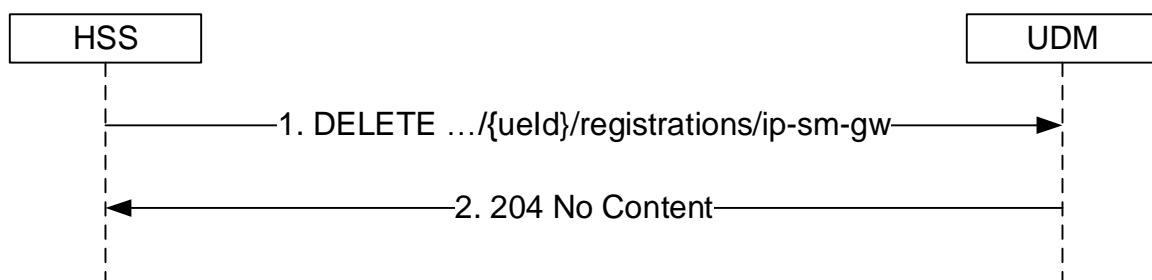 HSS
UDM
1. DELETE …/{ueId}/registrations/ip-sm-gw
2. 204 No Content